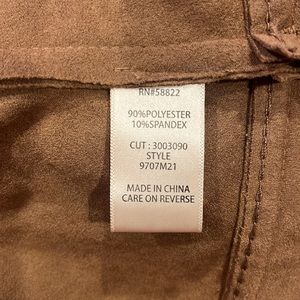 RN#58822
90%POLYESTER
10%SPANDEX
CUT : 3003090
STYLE
9707M21
MADE IN CHINA
CARE ON REVERSE